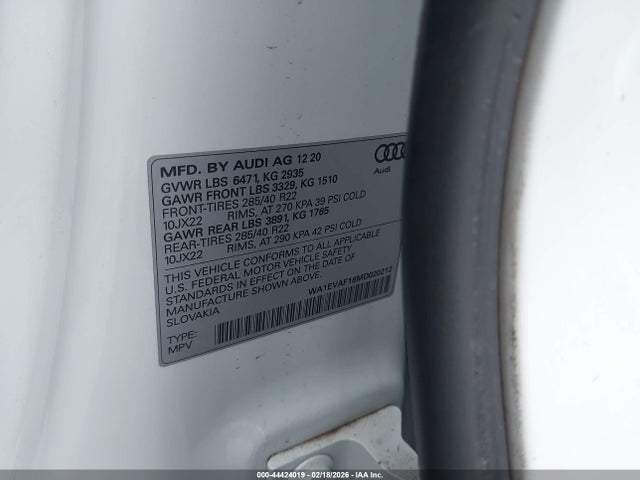 MFD. BY AUDI AG 12 20
GVWR LBS 6471, KG 2935
GAWR FRONT LBS 3329, KG 1510
FRONT-TIRES 285/40 R22
10JX22 RIMS, AT 270 KPA 39 PSI COLD
GAWR REAR LBS 3891, KG 1765
REAR-TIRES 285/40 R22
10JX22 RIMS, AT 290 KPA 42 PSI COLD
Audi
THIS VEHICLE CONFORMS TO ALL APPLICABLE
U.S. FEDERAL MOTOR VEHICLE SAFETY
STANDARDS IN EFFECT ON THE DATE OF
MANUFACTURE SHOWN ABOVE.
SLOVAKIA
WA1EVAF16MD020212
TYPE:
MPV
000-44424019 - 02/18/2026 - IAA Inc.